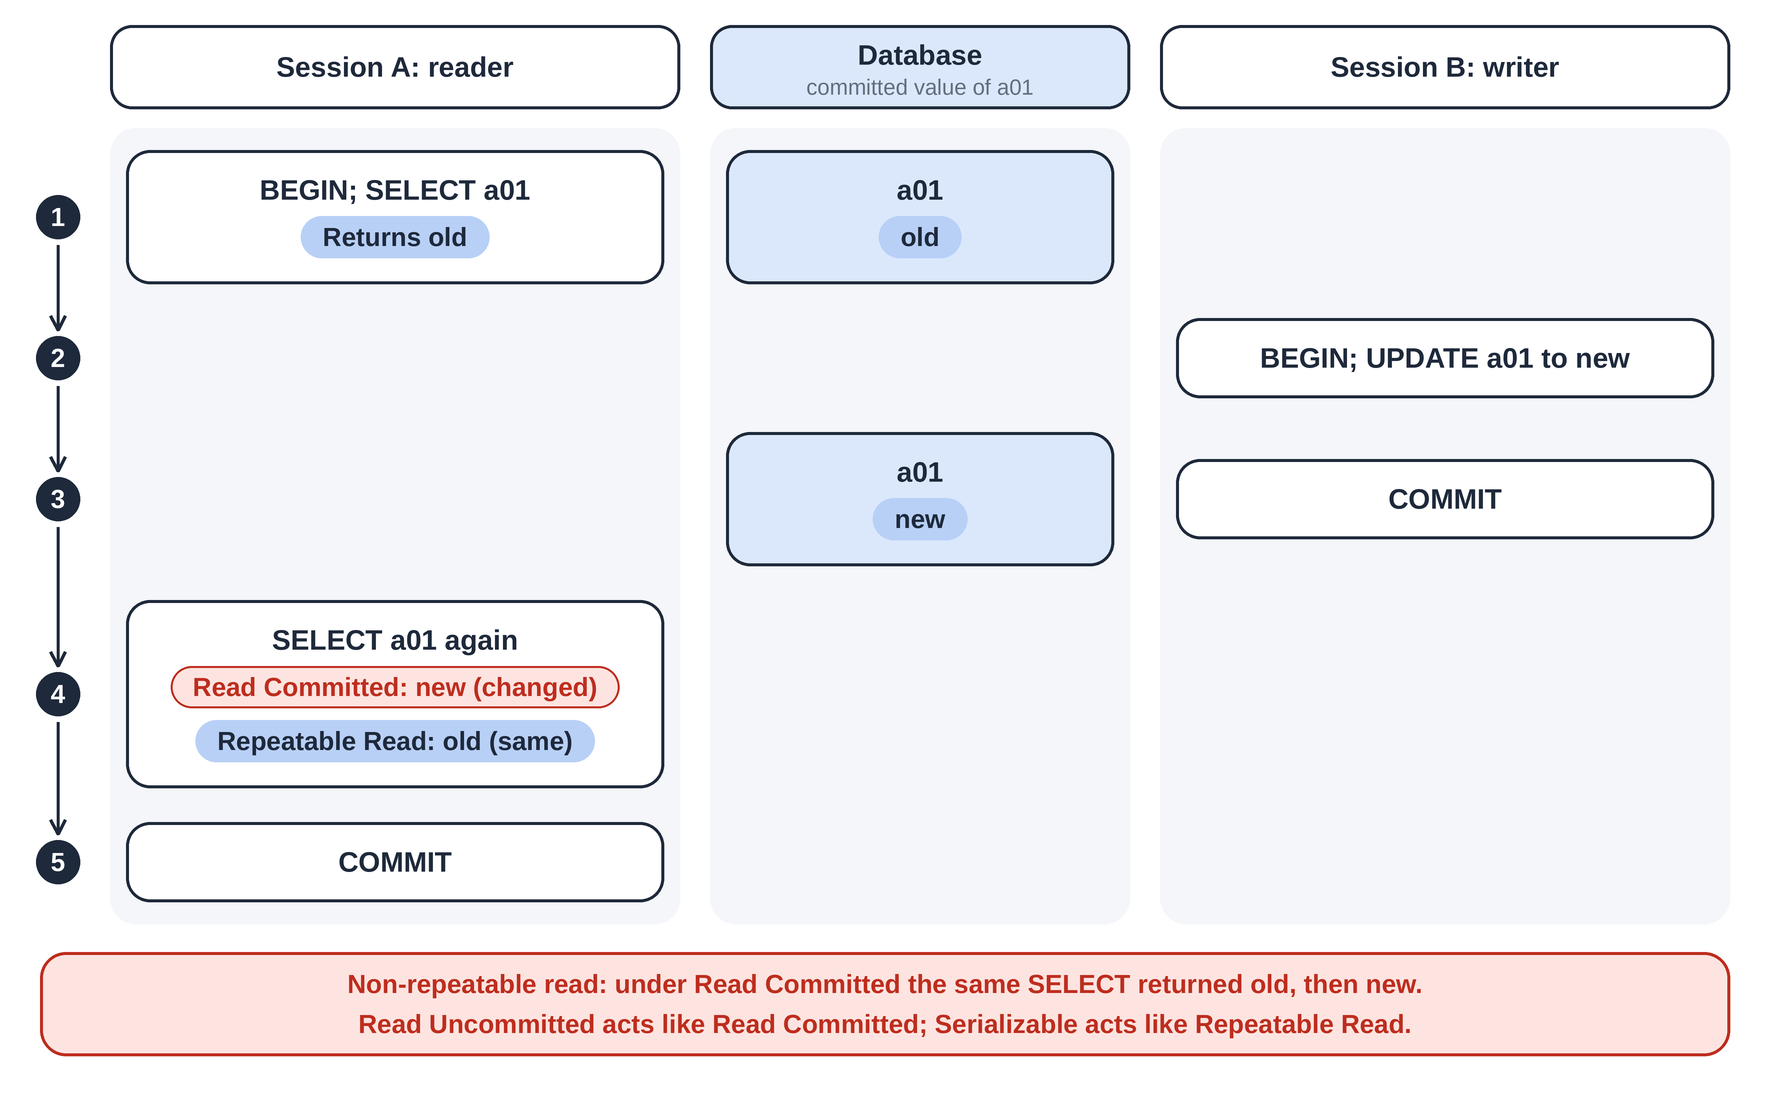 Session A: reader
Database
committed value of a01
Session B: writer
1
BEGIN; SELECT a01
Returns old
a01
old
2
BEGIN; UPDATE a01 to new
3
a01
new
COMMIT
4
SELECT a01 again
Read Committed: new (changed)
Repeatable Read: old (same)
5
COMMIT
Non-repeatable read: under Read Committed the same SELECT returned old, then new.
Read Uncommitted acts like Read Committed; Serializable acts like Repeatable Read.